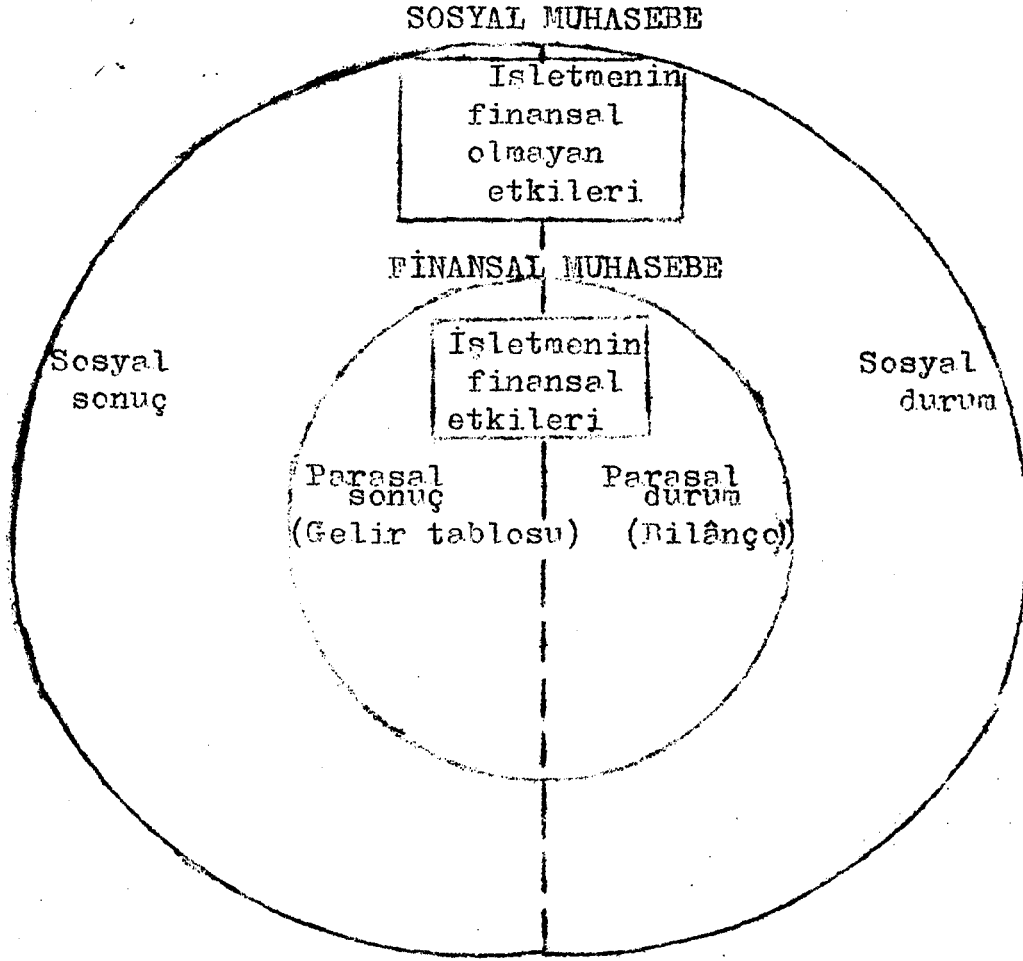 SOSYAL MUHASEBE
İsletmenin
finansal
olmayan
etkileri
FİNANSAL MUHASEBE
İşletmenin
finansal
etkileri
Sosyal
sonuç
Sosyal
durum
Parasal
sonuç
(Gelir tablosu)
Parasal
durum
(Bilânço)